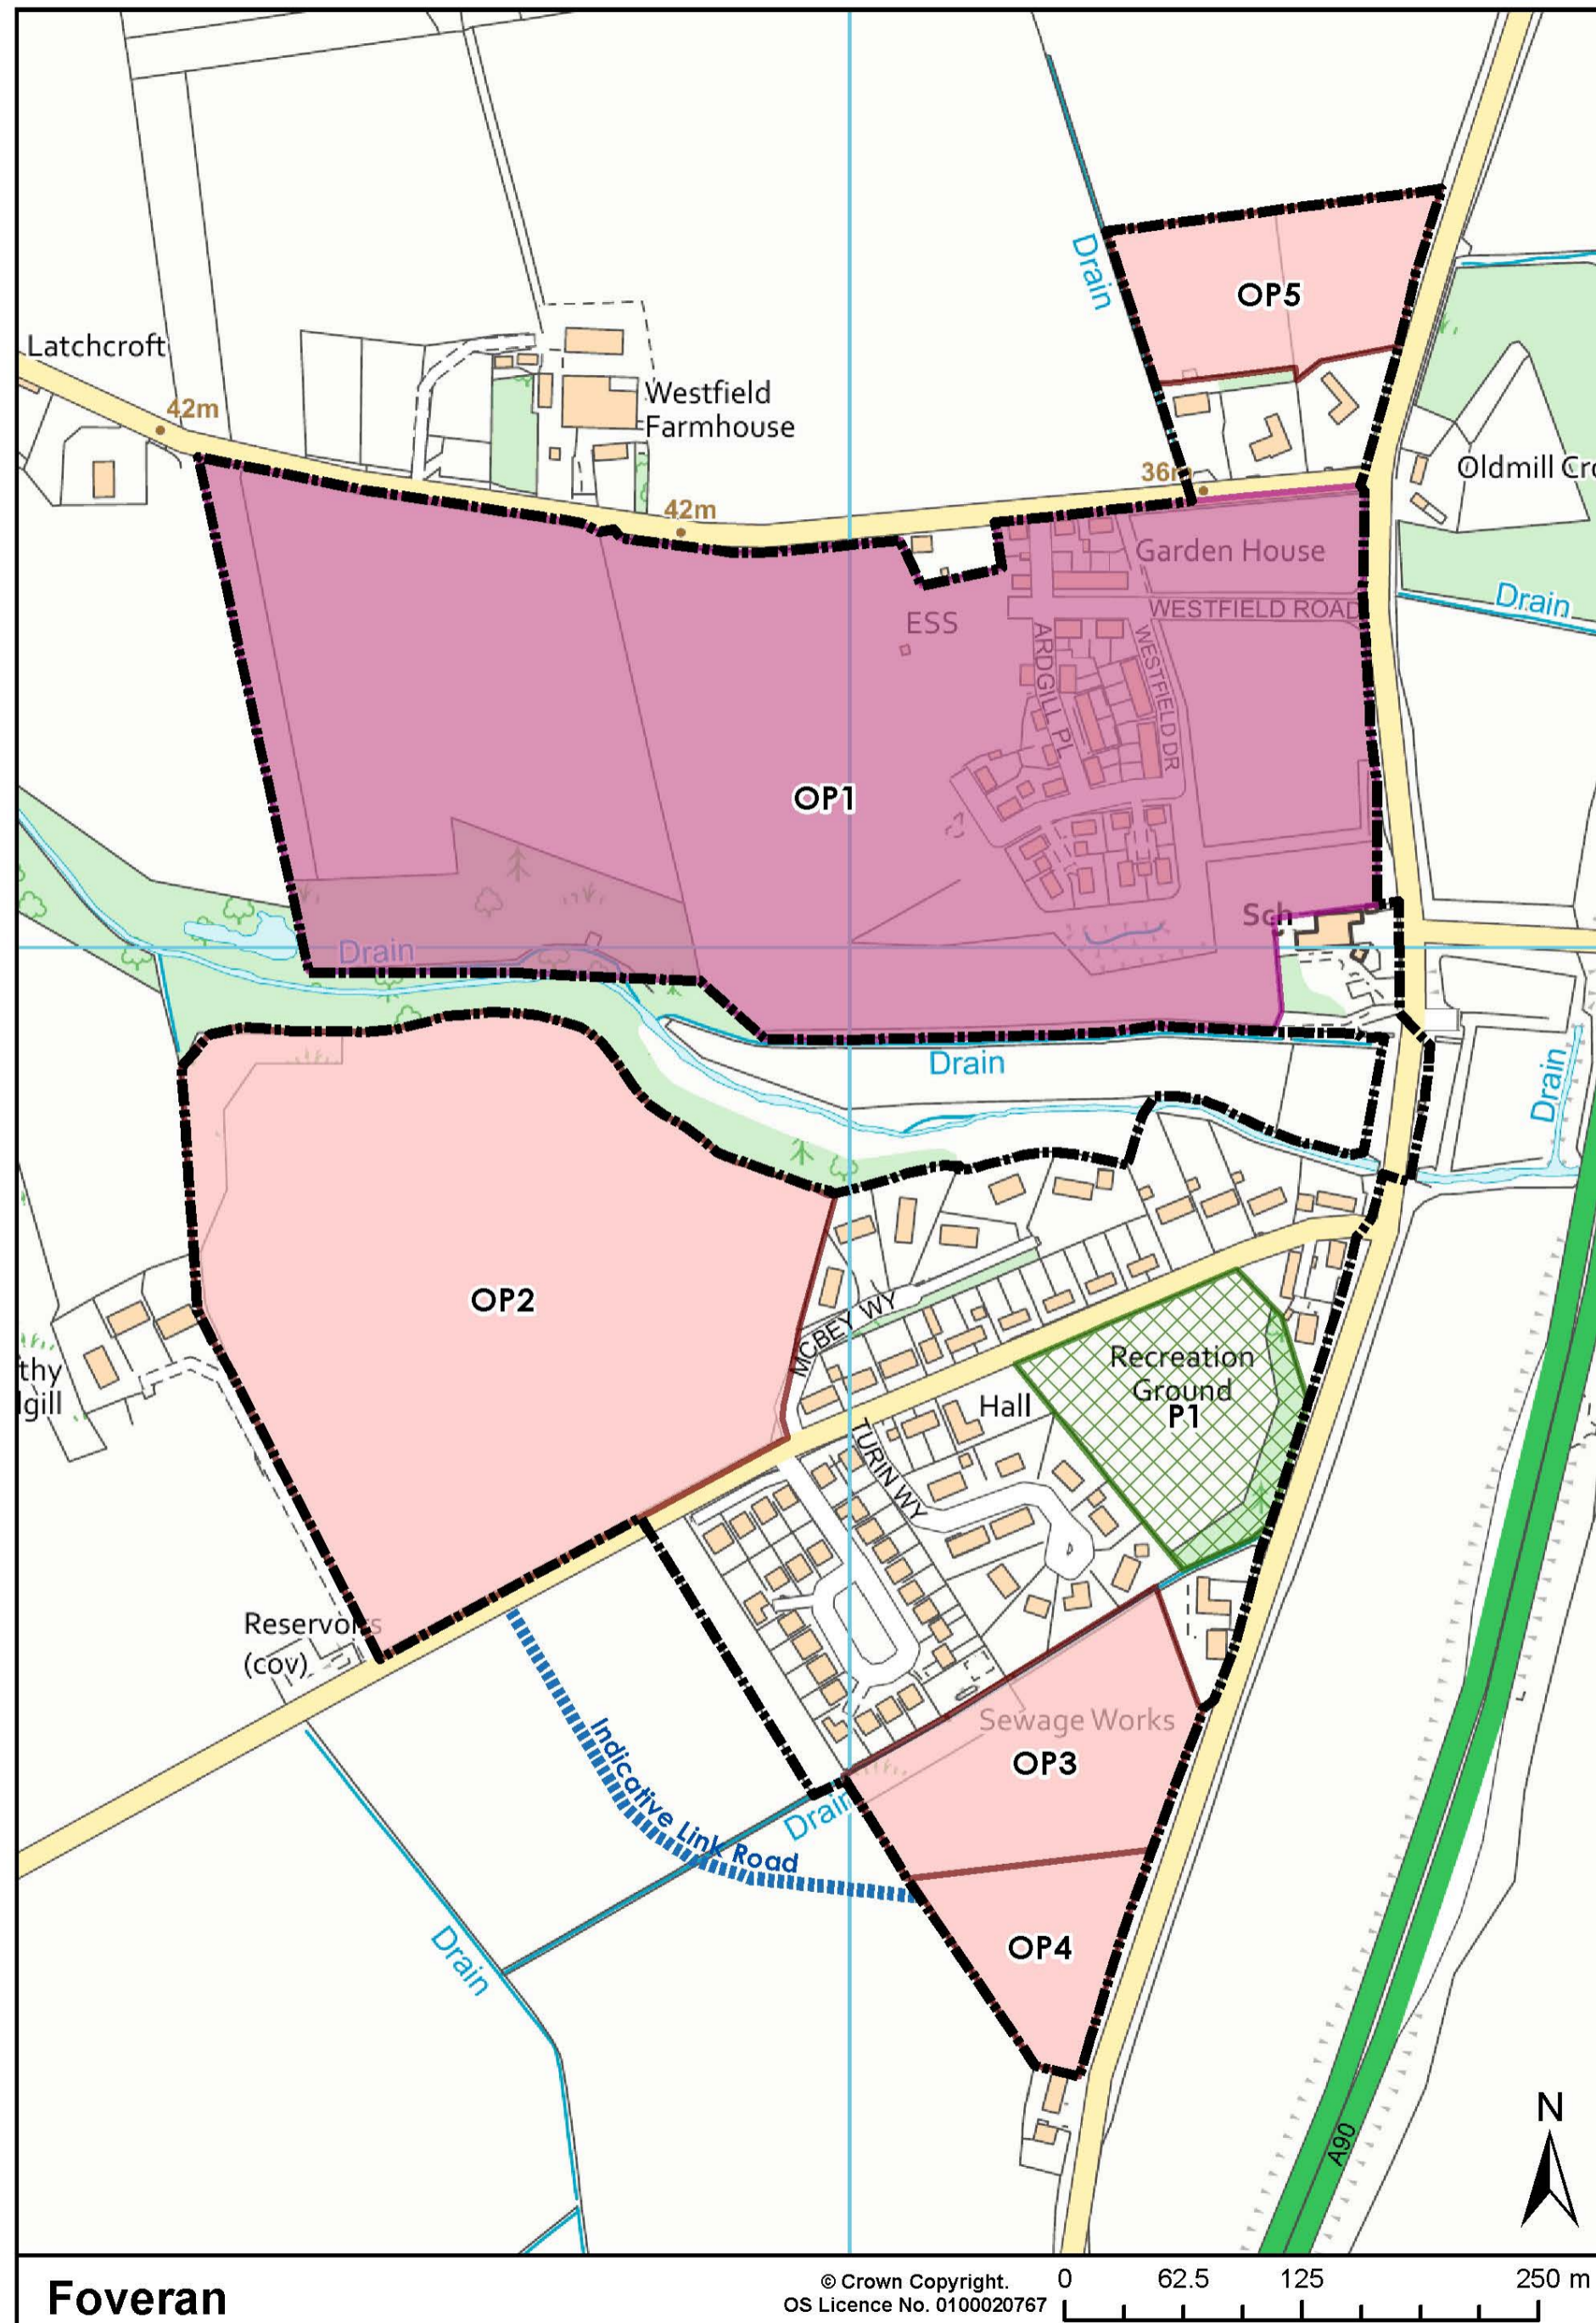 Drain
OP5
Latchcroft
42m
Westfield
Farmhouse
36m
Oldmill Cro
42m
Garden House
Drain
WESTFIELD ROAD
ESS
ARDGILL PL
WESTFIELD DR
OP1
Sch
Drain
Drain
Drain
OP2
MCBEY WY
thy
lgill
Recreation
Ground
P1
Hall
TURIN WY
Reservoirs
(cov)
Sewage Works
OP3
Indicative Link Road
Drain
Drain
OP4
A90
N
Foveran
© Crown Copyright.
OS Licence No. 0100020767
0 62.5 125 250 m